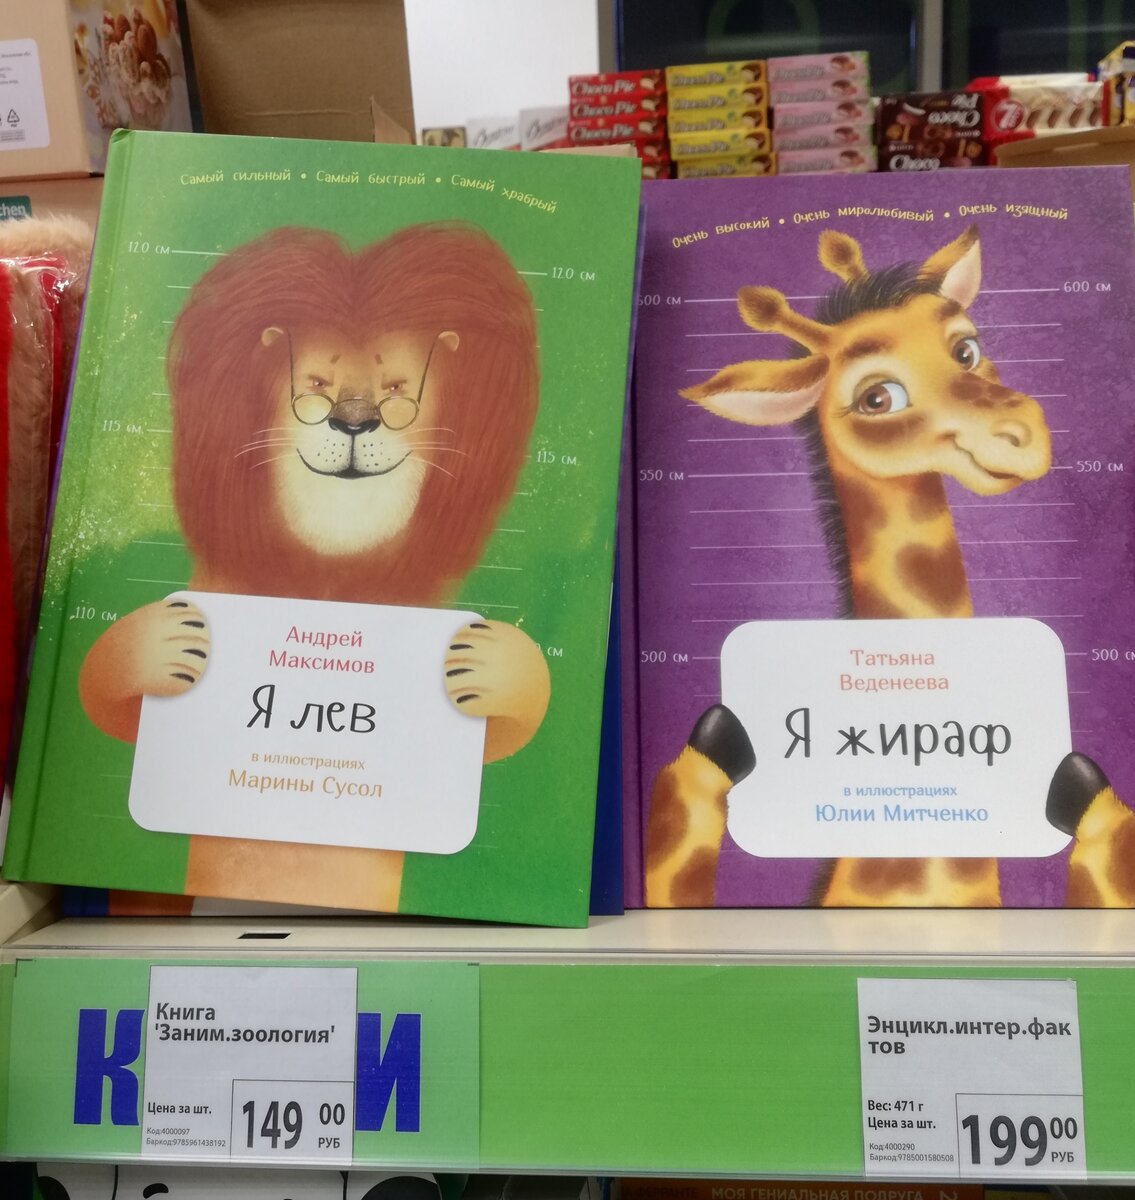 Choco Pie
Choco Pie
Choco Pie
Choco
Самый сильный • Самый быстрый • Самый храбрый
120 см
120 см
115 см
115 см
110 см
см
Андрей
Максимов
Я лев
в иллюстрациях
Марины Сусол
Очень высокий • Очень миролюбивый • Очень изящный
600 см
600 см
550 см
550 см
500 см
500 см
Татьяна
Веденеева
Я жираф
в иллюстрациях
Юлии Митченко
Книга
'Заним.зоология'
Цена за шт.
149 00
РУБ
Код:4000097
Баркод:9785961438192
Энцикл.интер.фак
тов
Вес: 471 г
Цена за шт.
199 00
РУБ
Код:4000290
Баркод:9785001580508
МОЯ ГЕНИАЛЬНАЯ ПОДРУГА